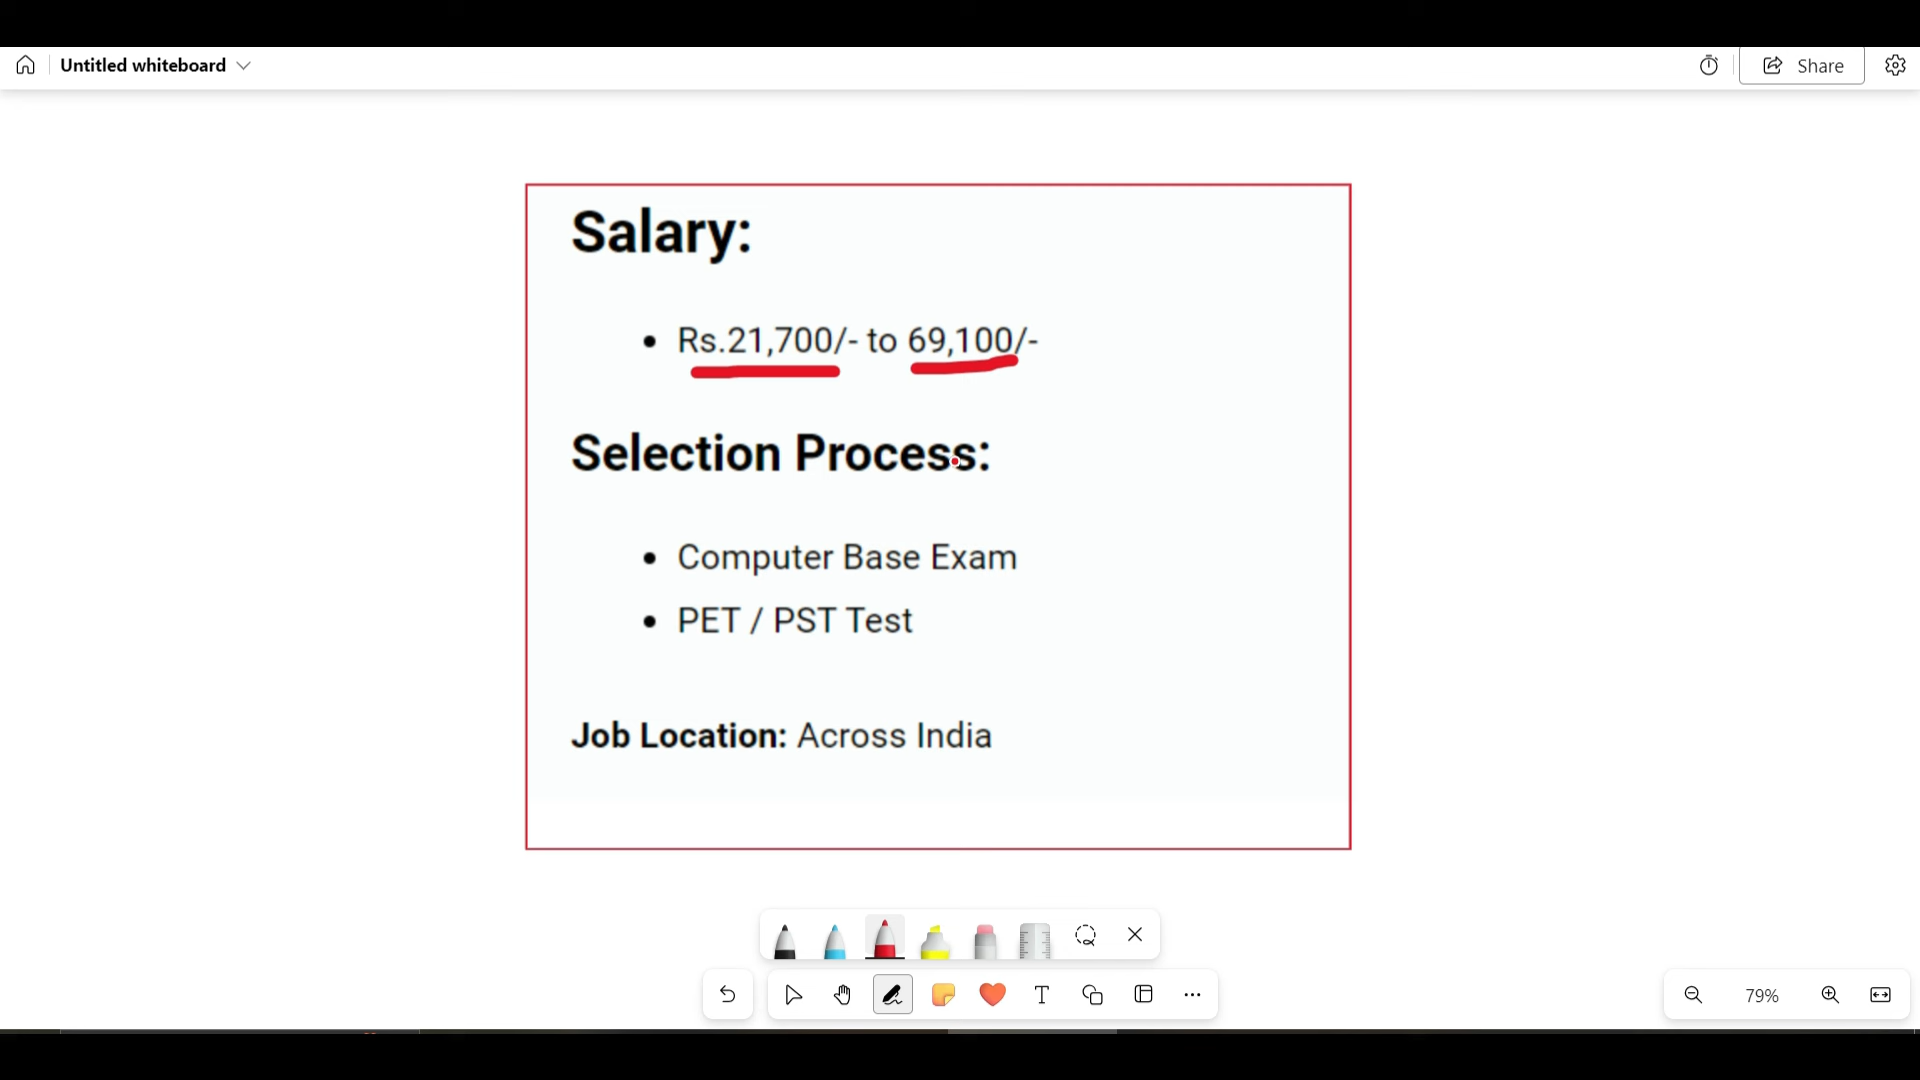 Untitled whiteboard
Share
Salary:
• Rs.21,700/- to 69,100/-
Selection Process:
• Computer Base Exam
• PET / PST Test
Job Location: Across India
79%